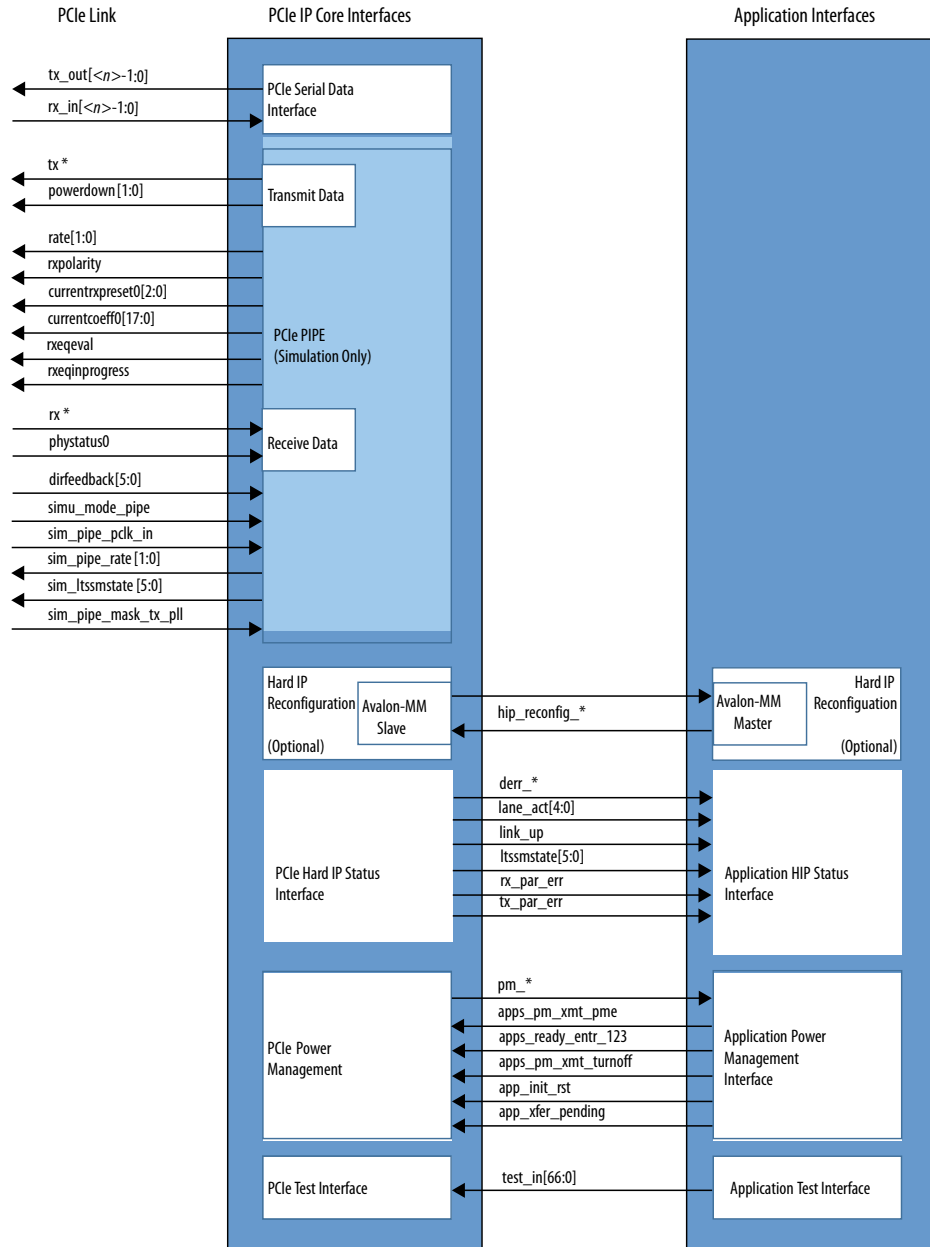 PCIe Link
PCIe IP Core Interfaces
Application Interfaces
tx_out[<n>-1:0]
rx_in[<n>-1:0]
PCIe Serial Data
Interface
tx *
powerdown [1:0]
Transmit Data
rate[1:0]
rxpolarity
currentrxpreset0[2:0]
currentcoeff0[17:0]
rxeqeval
rxeqinprogress
PCIe PIPE
(Simulation Only)
rx *
phystatus0
Receive Data
dirfeedback[5:0]
simu_mode_pipe
sim_pipe_pclk_in
sim_pipe_rate [1:0]
sim_ltssmstate [5:0]
sim_pipe_mask_tx_pll
Hard IP
Reconfiguration
(Optional)
Avalon-MM
Slave
hip_reconfig_*
Avalon-MM
Master
Hard IP
Reconfiguation
(Optional)
PCIe Hard IP Status
Interface
derr_*
lane_act[4:0]
link_up
ltssmstate[5:0]
rx_par_err
tx_par_err
Application HIP Status
Interface
PCIe Power
Management
pm_*
apps_pm_xmt_pme
apps_ready_entr_123
apps_pm_xmt_turnoff
app_init_rst
app_xfer_pending
Application Power
Management
Interface
PCIe Test Interface
test_in[66:0]
Application Test Interface